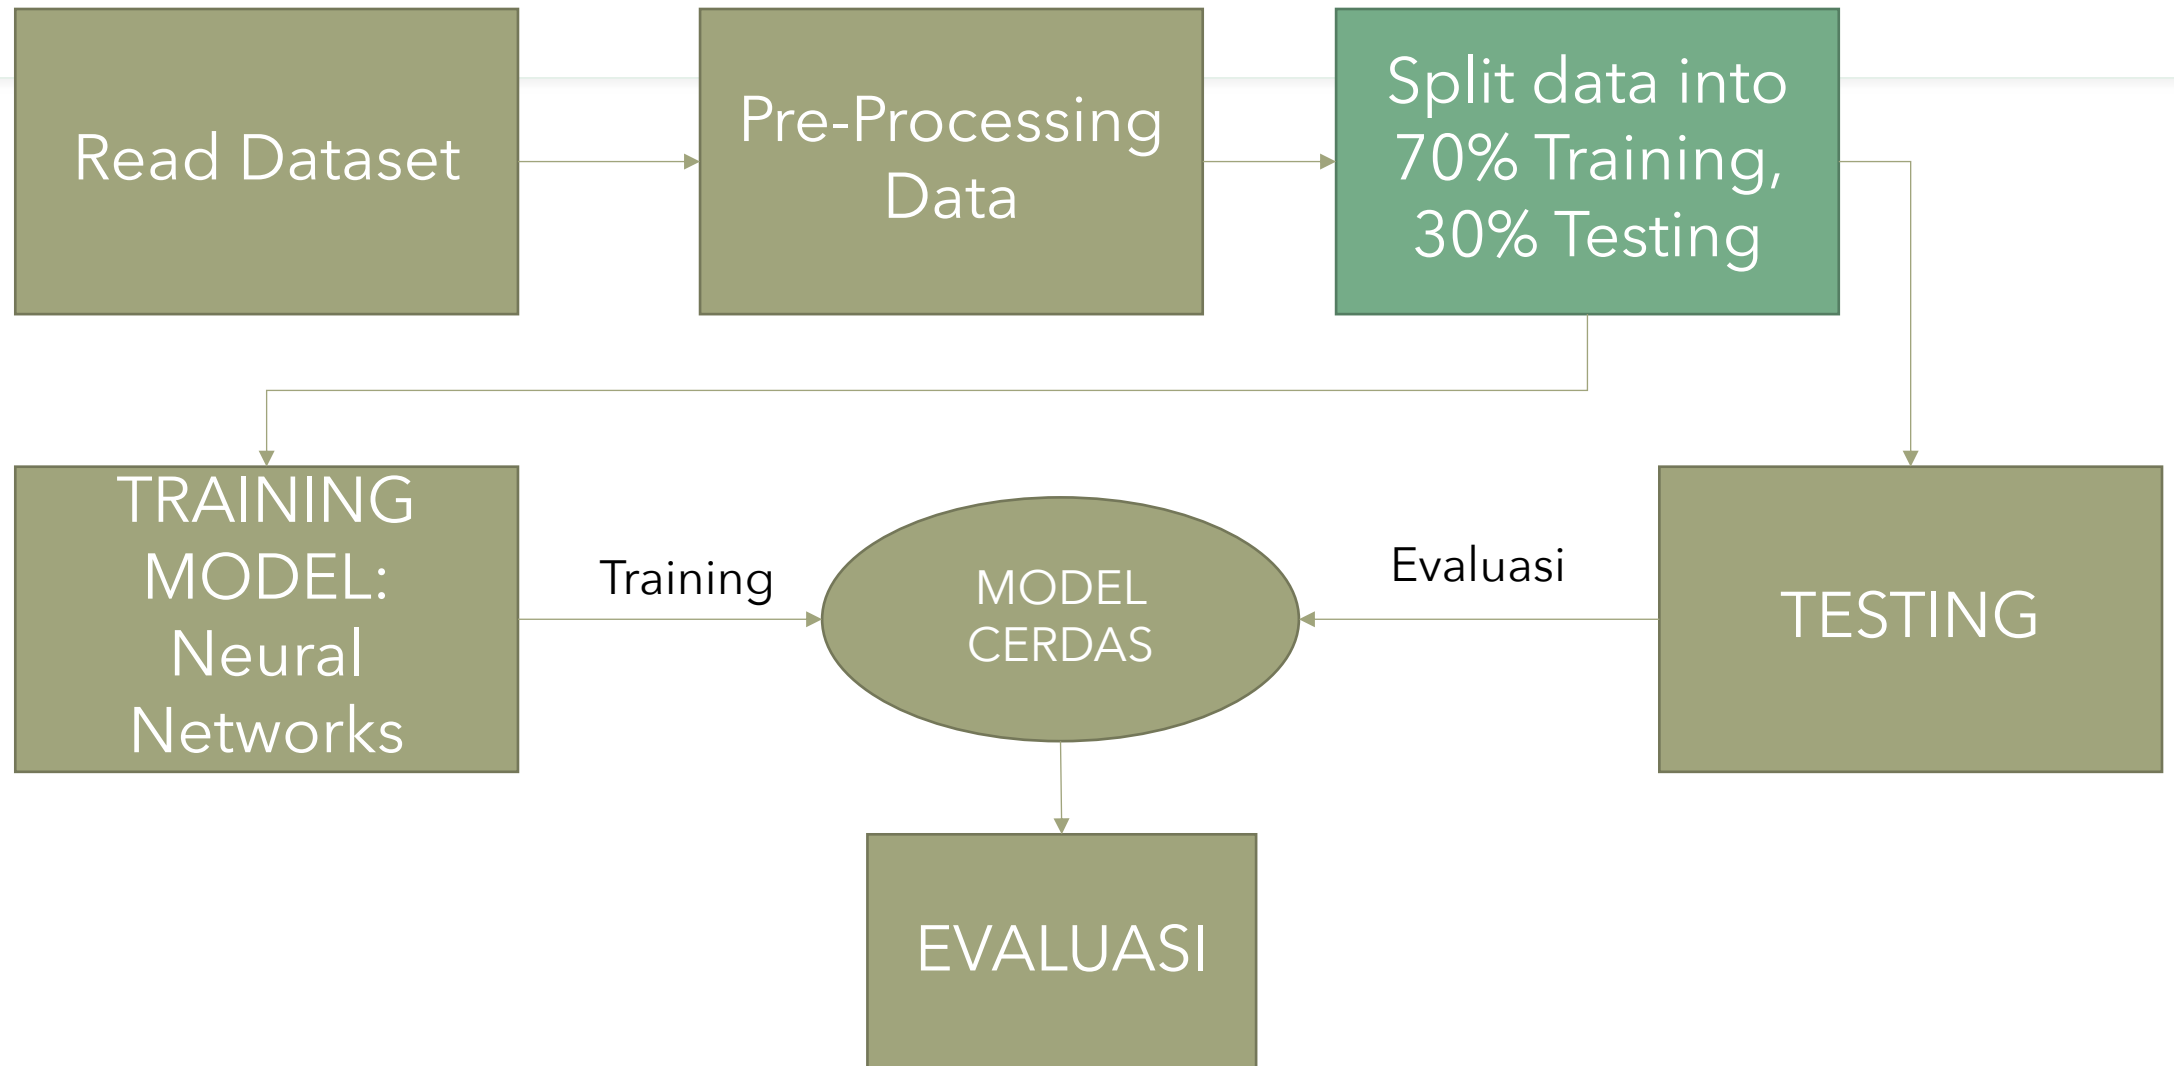 Read Dataset
Pre-Processing
Data
Split data into
70% Training,
30% Testing
TRAINING
MODEL:
Neural
Networks
Training
MODEL
CERDAS
Evaluasi
TESTING
EVALUASI